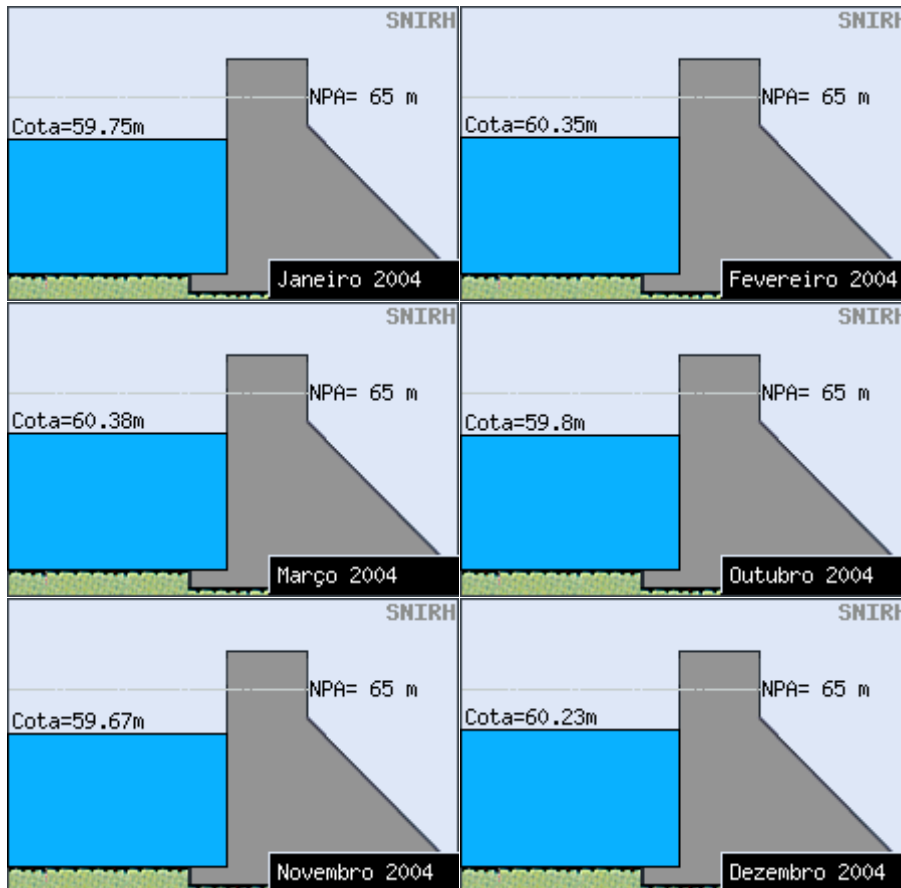 SNIRH
NPA= 65 m
Cota=59.75m
Janeiro 2004
SNIRH
NPA= 65 m
Cota=60.35m
Fevereiro 2004
SNIRH
NPA= 65 m
Cota=60.38m
Março 2004
SNIRH
NPA= 65 m
Cota=59.8m
Outubro 2004
SNIRH
NPA= 65 m
Cota=59.67m
Novembro 2004
SNIRH
NPA= 65 m
Cota=60.23m
Dezembro 2004